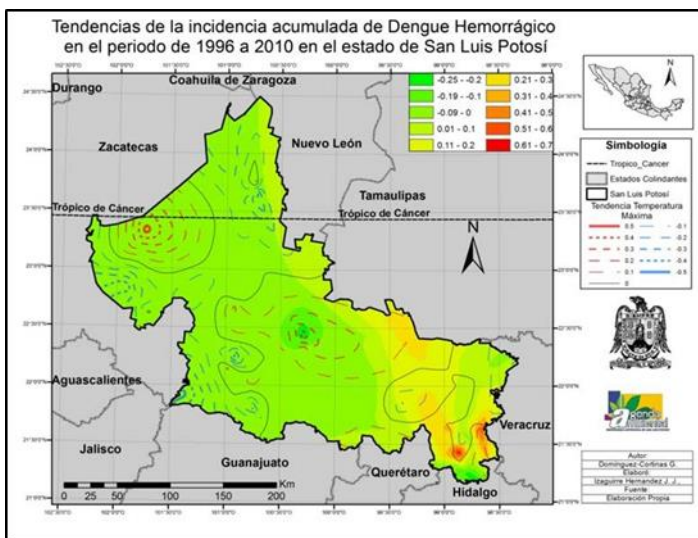 Tendencias de la incidencia acumulada de Dengue Hemorrágico
en el periodo de 1996 a 2010 en el estado de San Luis Potosí
Durango
Coahuila de Zaragoza
Zacatecas
Nuevo León
Tamaulipas
Trópico de Cáncer
Trópico de Cáncer
N
Aguascalientes
Jalisco
Guanajuato
Querétaro
Hidalgo
Veracruz
-0.25 - -0.2
-0.19 - -0.1
-0.09 - 0
0.01 - 0.1
0.11 - 0.2
0.21 - 0.3
0.31 - 0.4
0.41 - 0.5
0.51 - 0.6
0.61 - 0.7
0 25 50 100 150 200
Km
N
Simbología
Tropico_Cancer
Estados Colindantes
San Luis Potosí
Tendencia Temperatura
Máxima
0.5
0.4
0.3
0.2
0.1
0
-0.1
-0.2
-0.3
-0.4
-0.5
agenda
ambiental
Autor:
Domínguez-Cortinas G.
Elaboró:
Izaguirre Hernandez J. J.,
Fuente:
Elaboración Propia